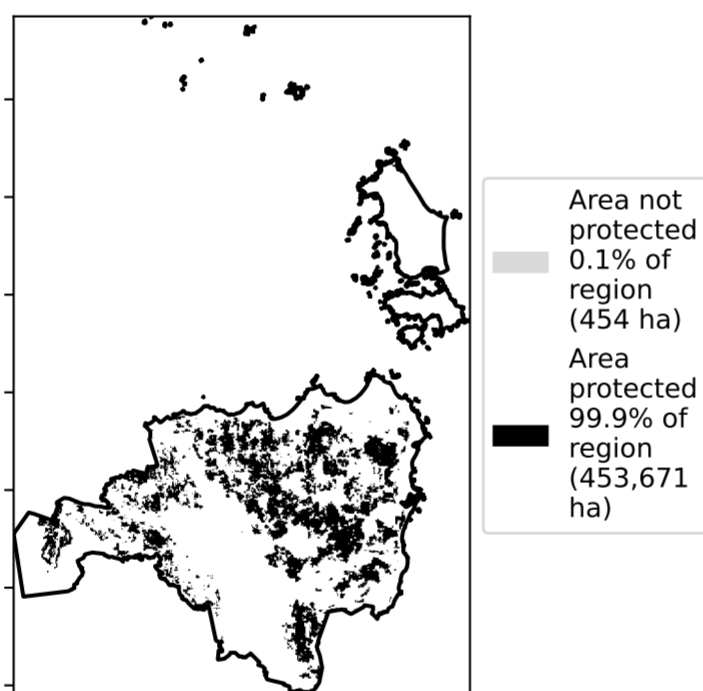 Area not
protected
0.1% of
region
(454 ha)
Area
protected
99.9% of
region
(453,671
ha)